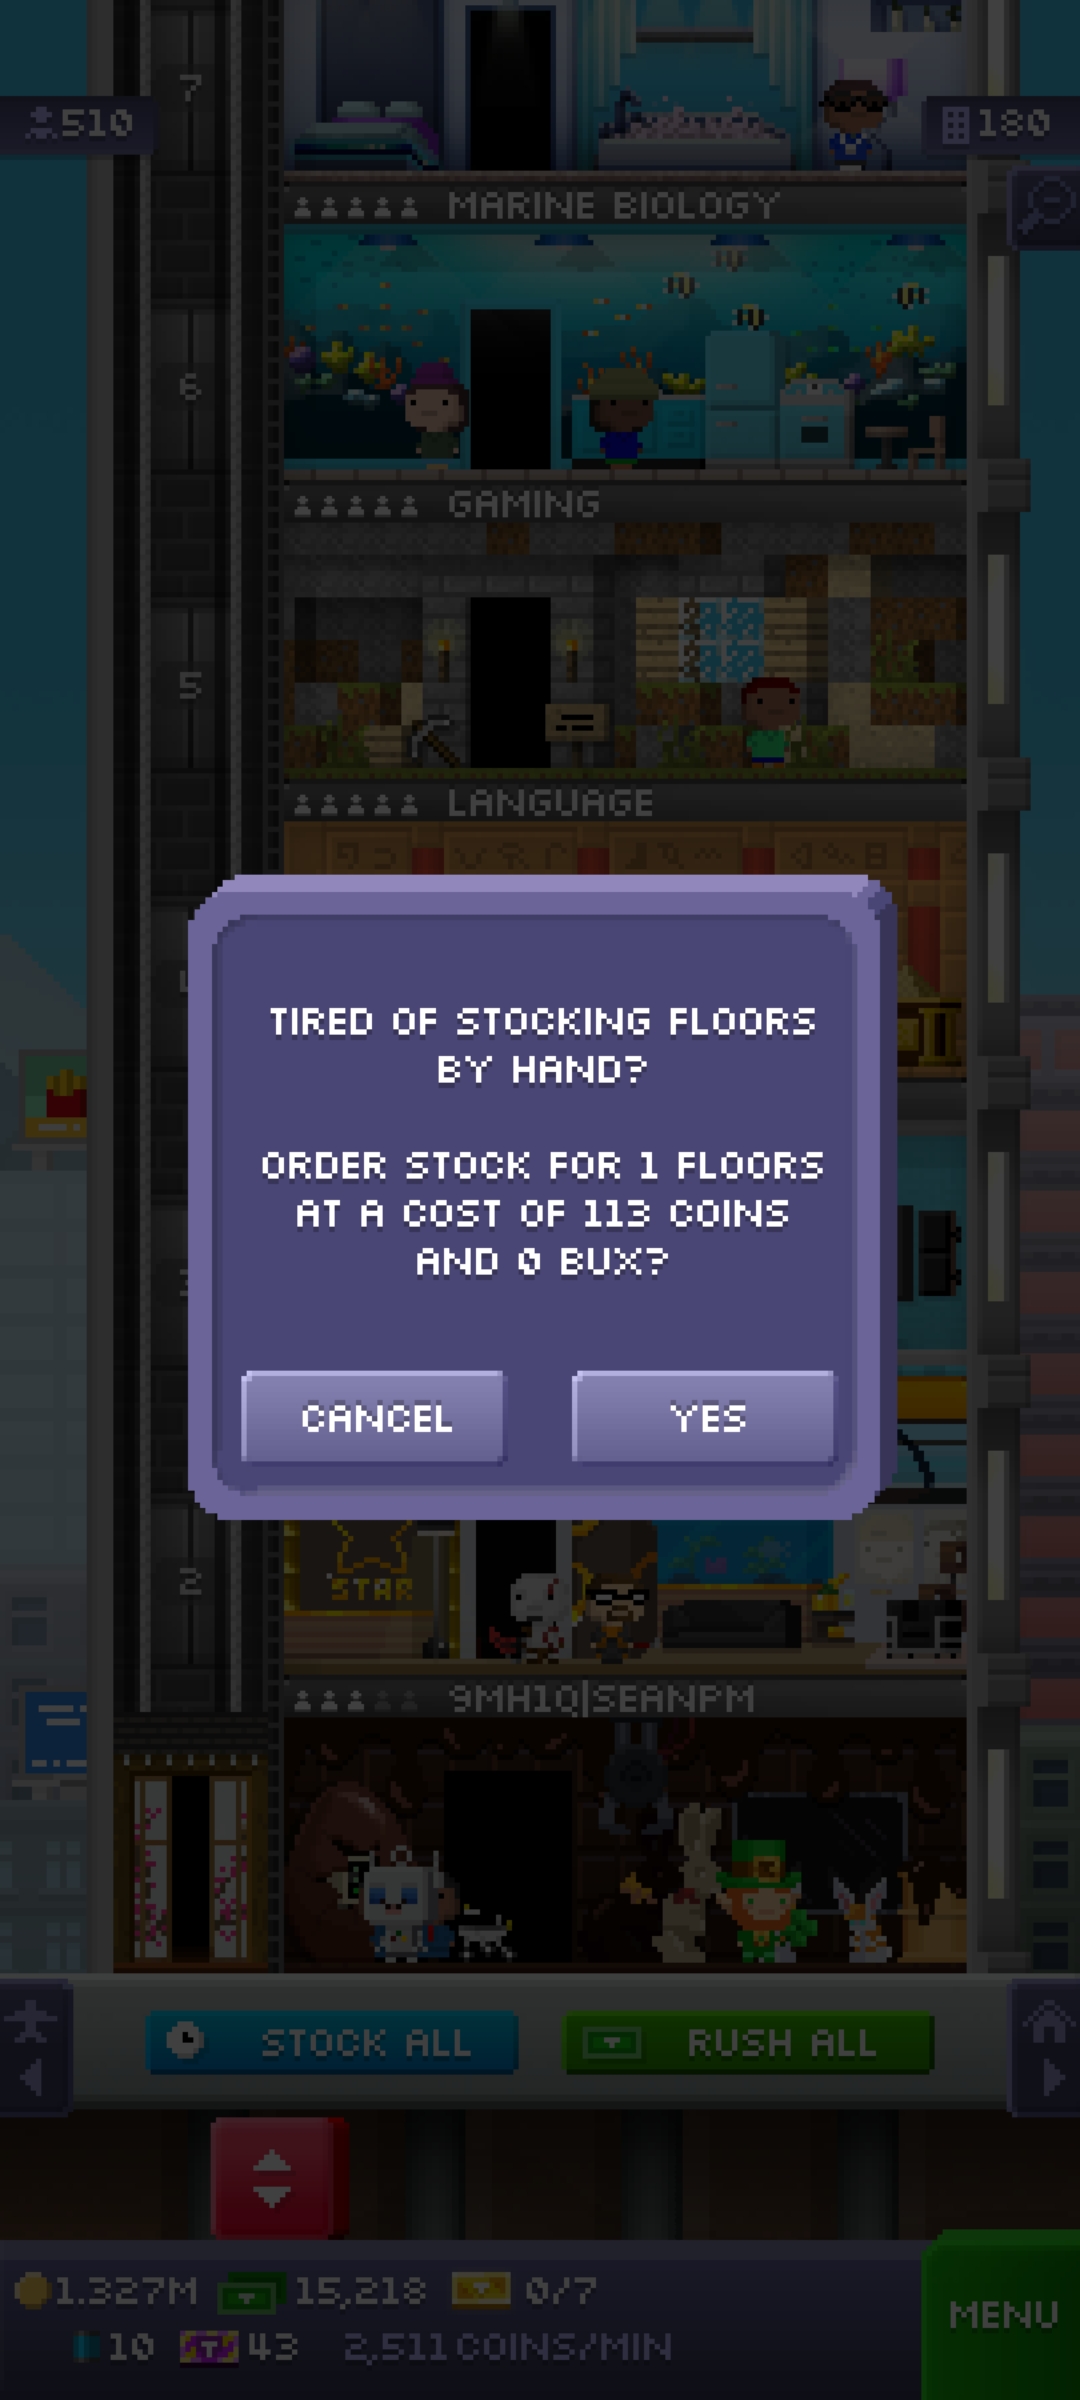 7
510
180
MARINE BIOLOGY
6
GAMING
5
LANGUAGE
TIRED OF STOCKING FLOORS
BY HAND?
ORDER STOCK FOR 1 FLOORS
AT A COST OF 113 COINS
AND 0 BUX?
CANCEL
YES
2
STAR
9MH1Q|SEANPM
STOCK ALL
RUSH ALL
1.327M
15,218
0/7
MENU
10
43
2,511 COINS/MIN